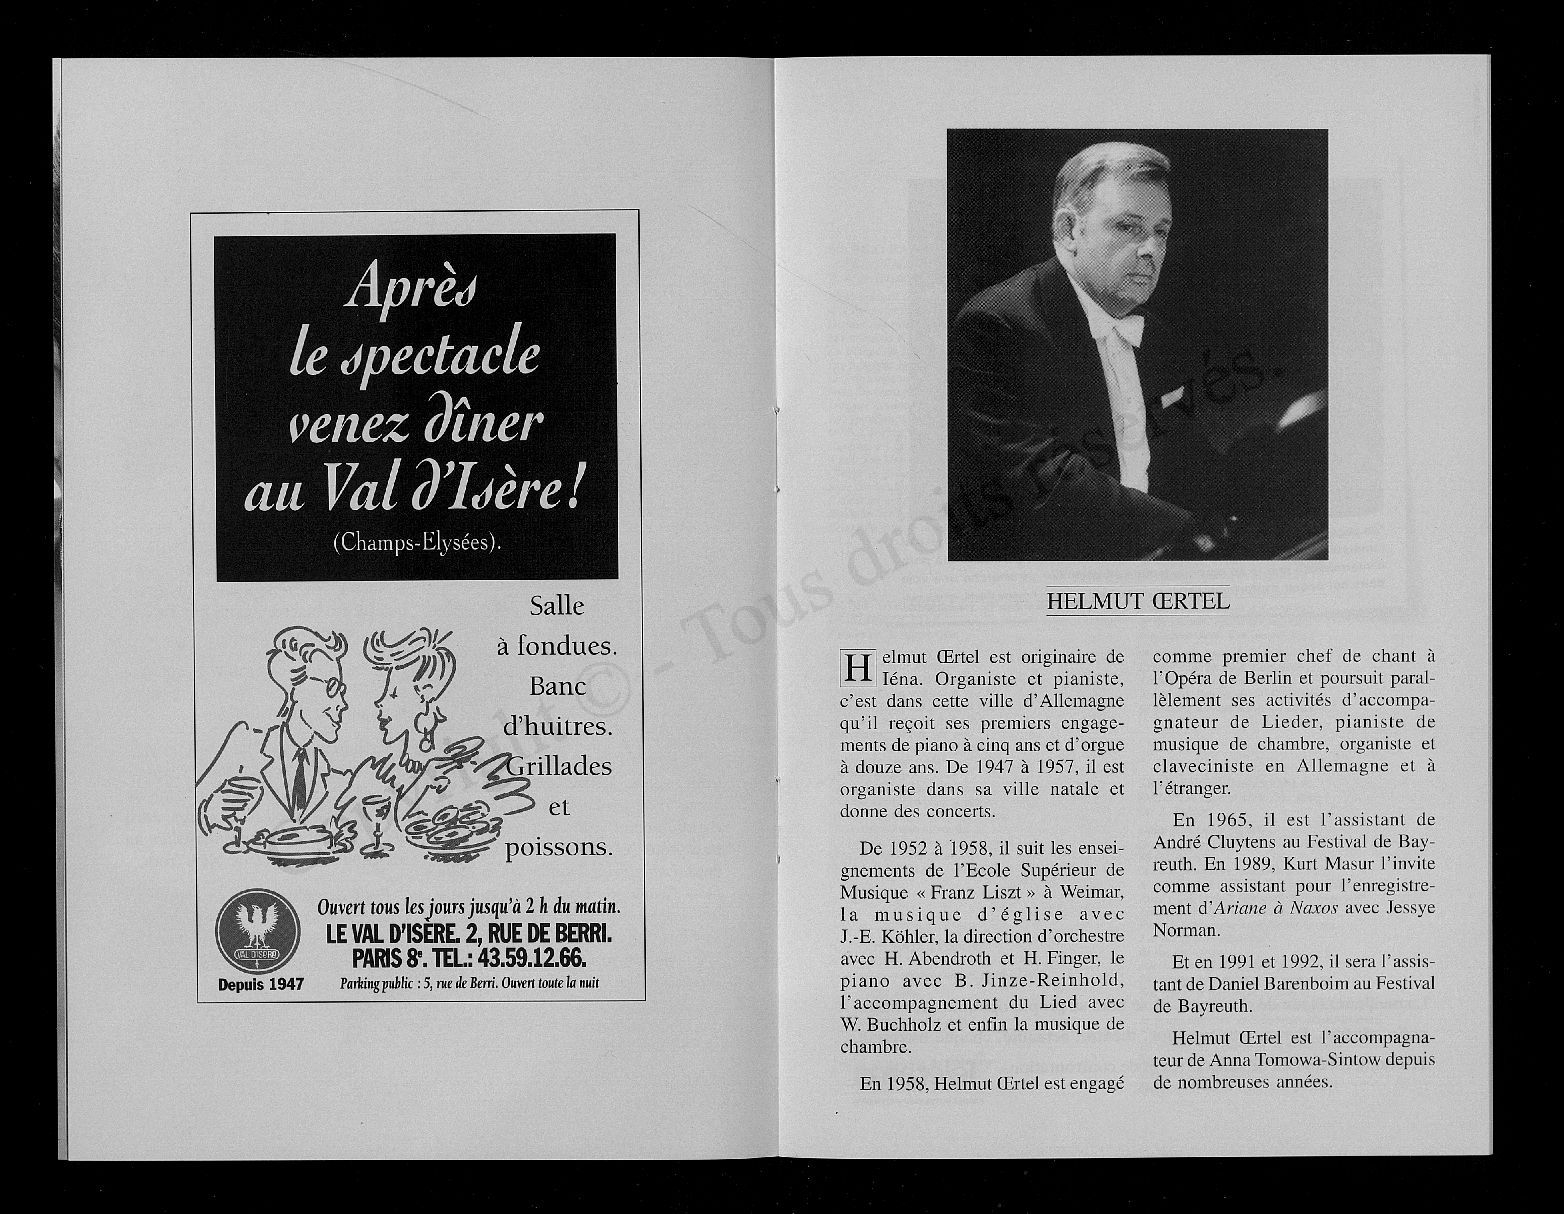 Après
le spectacle
venez dîner
au Val d'Isère!
(Champs-Elysées).
Salle
à fondues.
Banc
d'huitres.
Grillades
et
poissons.
VAL D'ISERE
Depuis 1947
Ouvert tous les jours jusqu'à 2 h du matin.
LE VAL D'ISÈRE. 2, RUE DE BERRI.
PARIS 8e. TEL.: 43.59.12.66.
Parking public : 5, rue de Berri. Ouvert toute la nuit
© - Tous droits réservés.
HELMUT ŒRTEL
Helmut Œrtel est originaire de
Iéna. Organiste et pianiste,
c'est dans cette ville d'Allemagne
qu'il reçoit ses premiers engage-
ments de piano à cinq ans et d'orgue
à douze ans. De 1947 à 1957, il est
organiste dans sa ville natale et
donne des concerts.
De 1952 à 1958, il suit les ensei-
gnements de l'Ecole Supérieur de
Musique « Franz Liszt » à Weimar,
la musique d'église avec
J.-E. Köhler, la direction d'orchestre
avec H. Abendroth et H. Finger, le
piano avec B. Jinze-Reinhold,
l'accompagnement du Lied avec
W. Buchholz et enfin la musique de
chambre.
En 1958, Helmut Œrtel est engagé
comme premier chef de chant à
l'Opéra de Berlin et poursuit paral-
lèlement ses activités d'accompa-
gnateur de Lieder, pianiste de
musique de chambre, organiste et
claveciniste en Allemagne et à
l'étranger.
En 1965, il est l'assistant de
André Cluytens au Festival de Bay-
reuth. En 1989, Kurt Masur l'invite
comme assistant pour l'enregistre-
ment d'Ariane à Naxos avec Jessye
Norman.
Et en 1991 et 1992, il sera l'assis-
tant de Daniel Barenboim au Festival
de Bayreuth.
Helmut Œrtel est l'accompagna-
teur de Anna Tomowa-Sintow depuis
de nombreuses années.